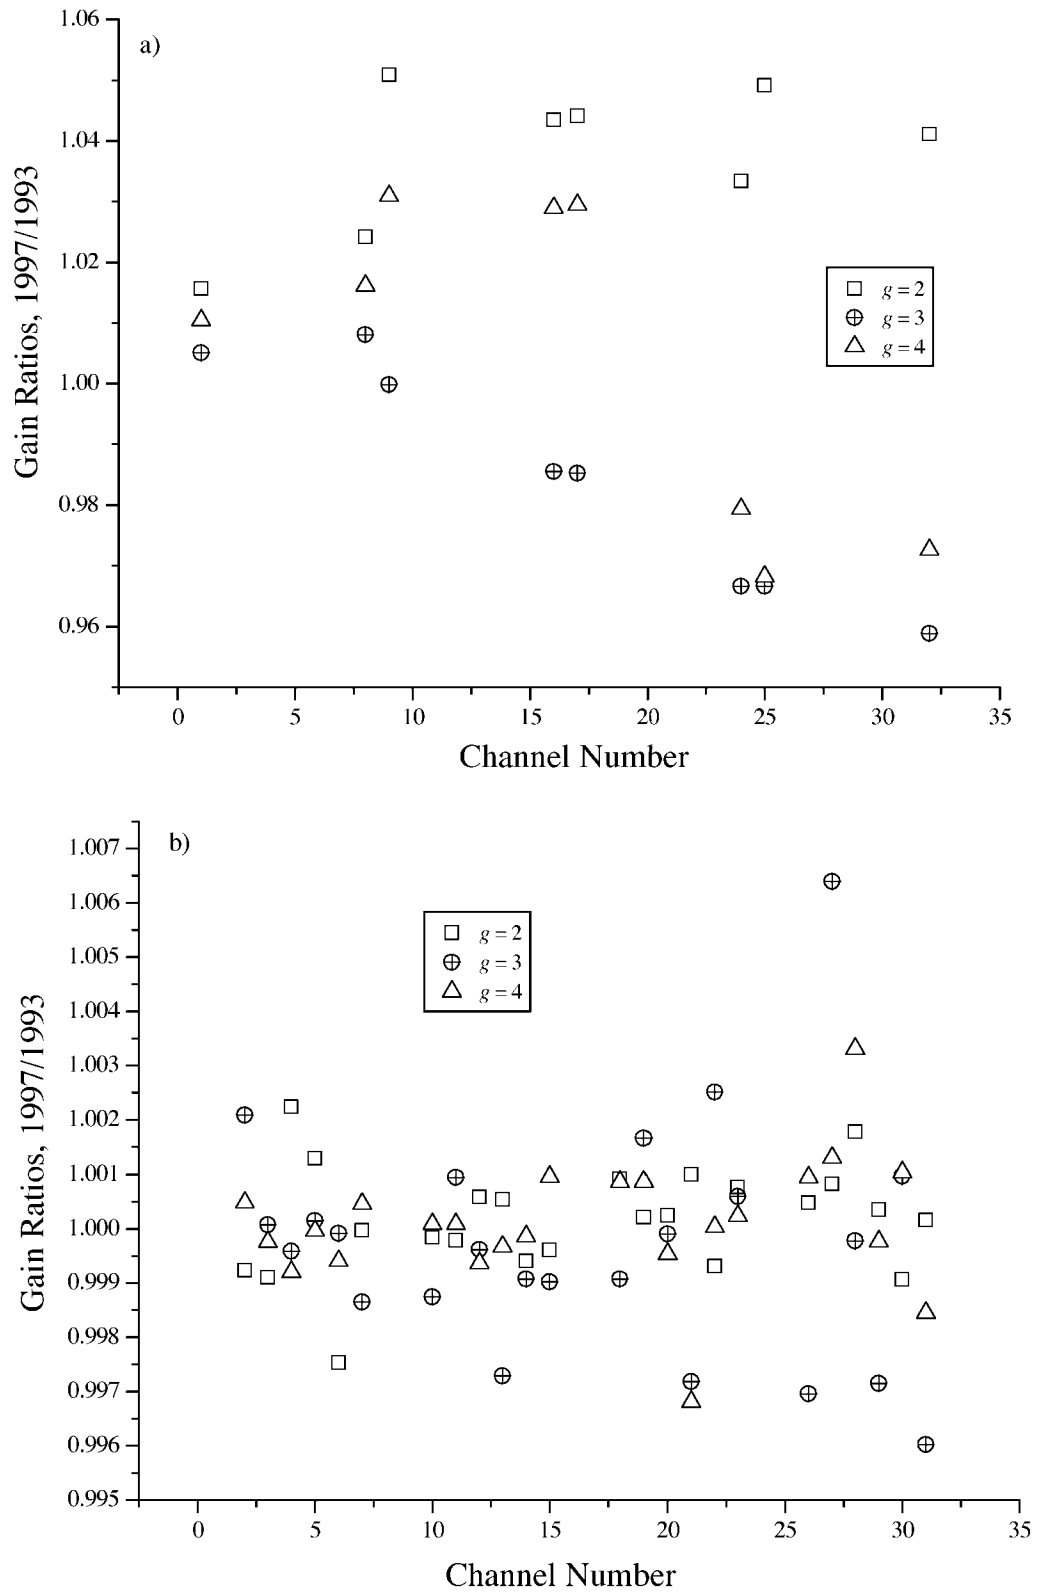 a)
1.06
1.04
1.02
1.00
0.98
0.96
Gain Ratios, 1997/1993
g = 2
g = 3
g = 4
0 5 10 15 20 25 30 35
Channel Number
b)
1.007
1.006
1.005
1.004
1.003
1.002
1.001
1.000
0.999
0.998
0.997
0.996
0.995
Gain Ratios, 1997/1993
g = 2
g = 3
g = 4
0 5 10 15 20 25 30 35
Channel Number